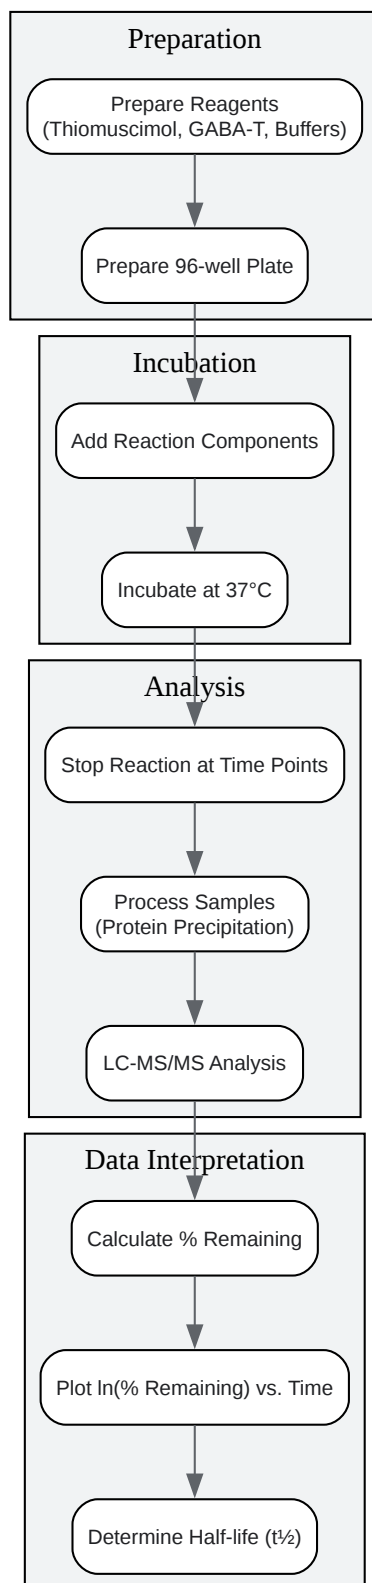 Preparation
Prepare Reagents
(Thiomuscimol, GABA-T, Buffers)
Prepare 96-well Plate
Incubation
Add Reaction Components
Incubate at 37°C
Analysis
Stop Reaction at Time Points
Process Samples
(Protein Precipitation)
LC-MS/MS Analysis
Data Interpretation
Calculate % Remaining
Plot ln(% Remaining) vs. Time
Determine Half-life (t½)